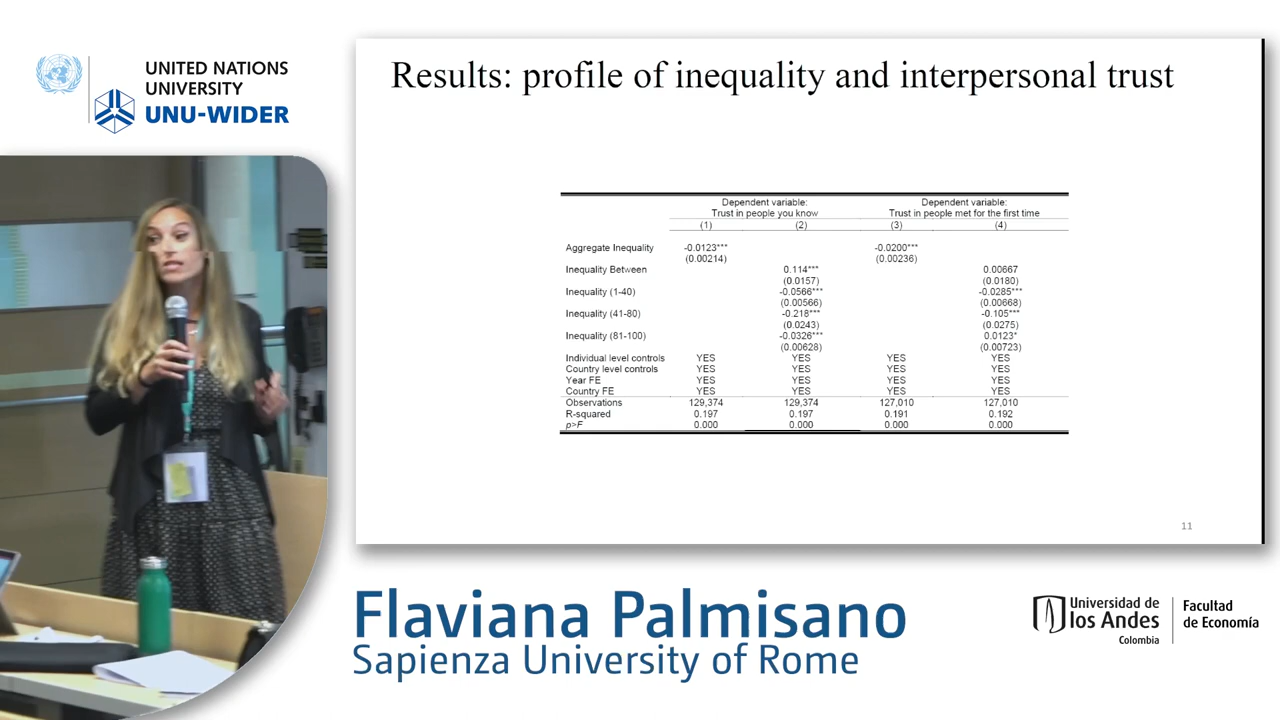 UNITED NATIONS
UNIVERSITY
UNU-WIDER
Results: profile of inequality and interpersonal trust
Dependent variable:
Trust in people you know
Dependent variable:
Trust in people met for the first time
(1) (2) (3) (4)
Aggregate Inequality -0.0123*** -0.0200***
(0.00214) (0.00236)
Inequality Between 0.114*** 0.00667
(0.0157) (0.0180)
Inequality (1-40) -0.0566*** -0.0285***
(0.00566) (0.00668)
Inequality (41-80) -0.218*** -0.105***
(0.0243) (0.0275)
Inequality (81-100) -0.0326*** 0.0123*
(0.00628) (0.00723)
Individual level controls YES YES YES YES
Country level controls YES YES YES YES
Year FE YES YES YES YES
Country FE YES YES YES YES
Observations 129,374 129,374 127,010 127,010
R-squared 0.197 0.197 0.191 0.192
p>F 0.000 0.000 0.000 0.000
11
Flaviana Palmisano
Sapienza University of Rome
Universidad de
los Andes
Colombia
Facultad
de Economía